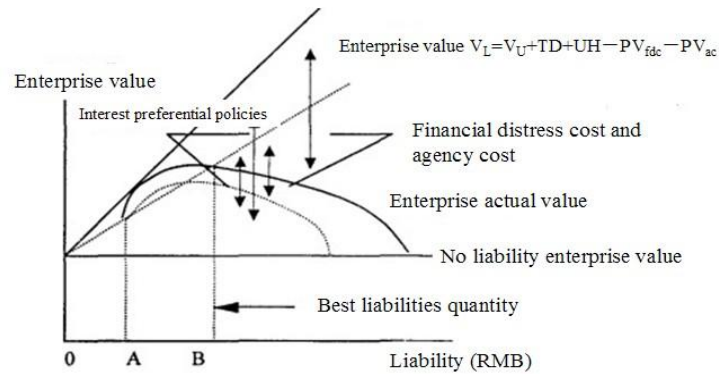 Enterprise value V_L=V_U+TD+UH－PV_fdc－PV_ac
Enterprise value
Interest preferential policies
Financial distress cost and
agency cost
Enterprise actual value
No liability enterprise value
Best liabilities quantity
0 A B Liability (RMB)